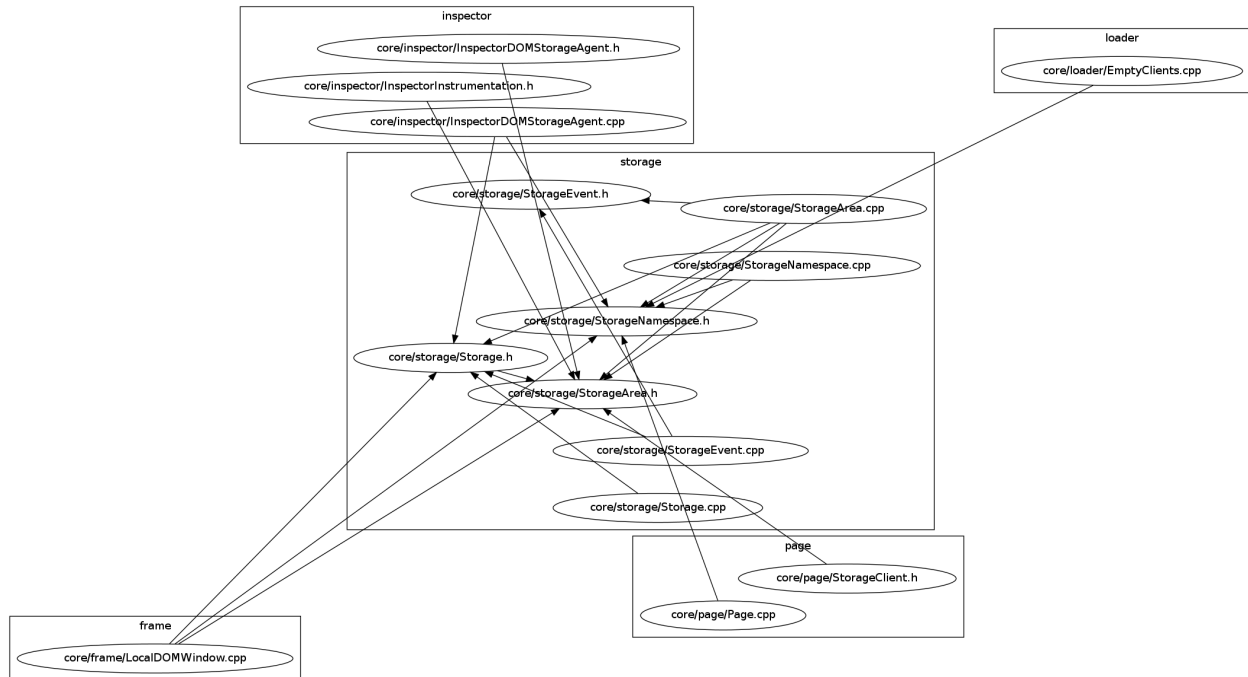 inspector
core/inspector/InspectorDOMStorageAgent.h
core/inspector/InspectorInstrumentation.h
core/inspector/InspectorDOMStorageAgent.cpp
loader
core/loader/EmptyClients.cpp
storage
core/storage/StorageEvent.h
core/storage/StorageArea.cpp
core/storage/StorageNamespace.cpp
core/storage/StorageNamespace.h
core/storage/Storage.h
core/storage/StorageArea.h
core/storage/StorageEvent.cpp
core/storage/Storage.cpp
page
core/page/StorageClient.h
core/page/Page.cpp
frame
core/frame/LocalDOMWindow.cpp